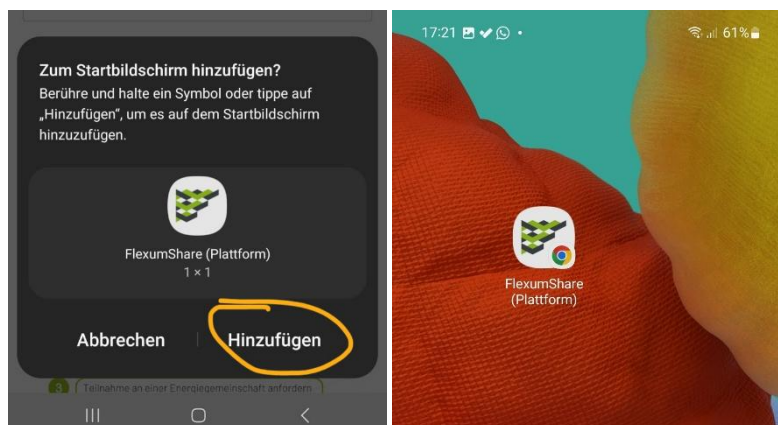 Zum Startbildschirm hinzufügen?
Berühre und halte ein Symbol oder tippe auf
„Hinzufügen", um es auf dem Startbildschirm
hinzuzufügen.
FlexumShare (Plattform)
1 × 1
Abbrechen
Hinzufügen
3 Teilnahme an einer Energiegemeinschaft anfordern
17:21
61%
FlexumShare
(Plattform)